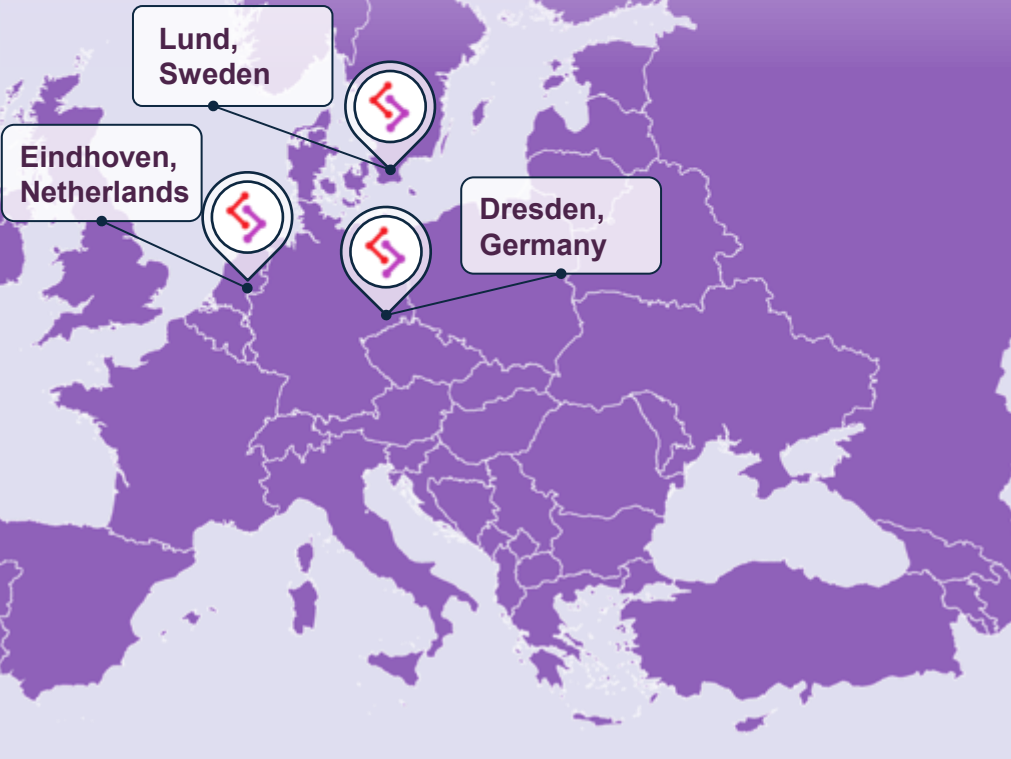 Lund,
Sweden
Eindhoven,
Netherlands
Dresden,
Germany